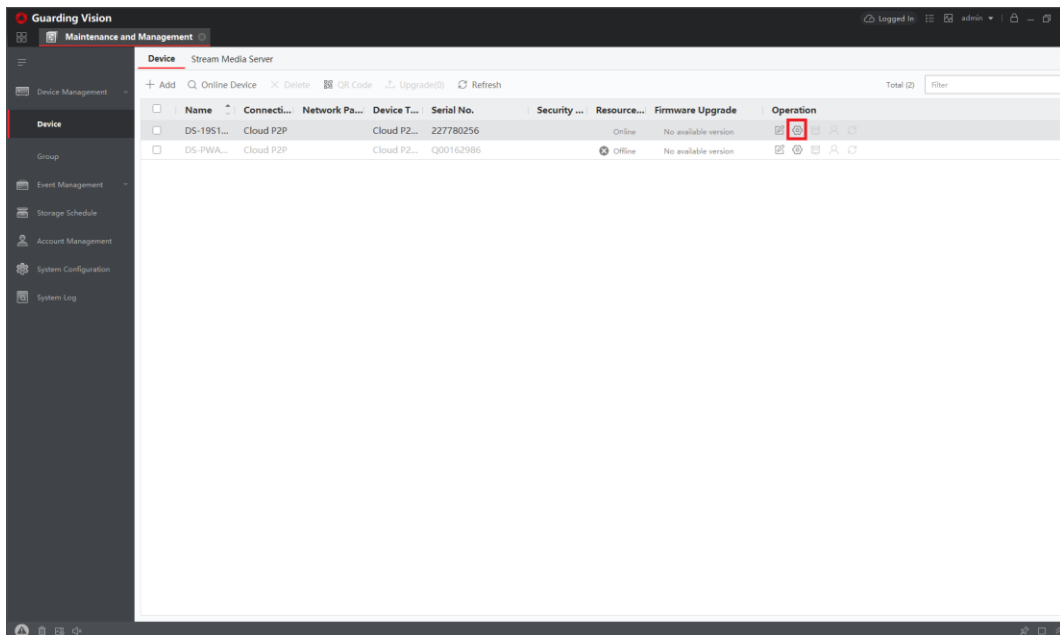 Guarding Vision
Logged In admin
Maintenance and Management
Device Stream Media Server
Add Online Device Delete QR Code Upgrade(0) Refresh Total (2) Filter
Device Management
Name Connecti... Network Pa... Device T... Serial No. Security ... Resource... Firmware Upgrade Operation
Device
DS-19S1... Cloud P2P Cloud P2... 227780256 Online No available version
DS-PWA... Cloud P2P Cloud P2... Q00162986 Offline No available version
Group
Event Management
Storage Schedule
Account Management
System Configuration
System Log